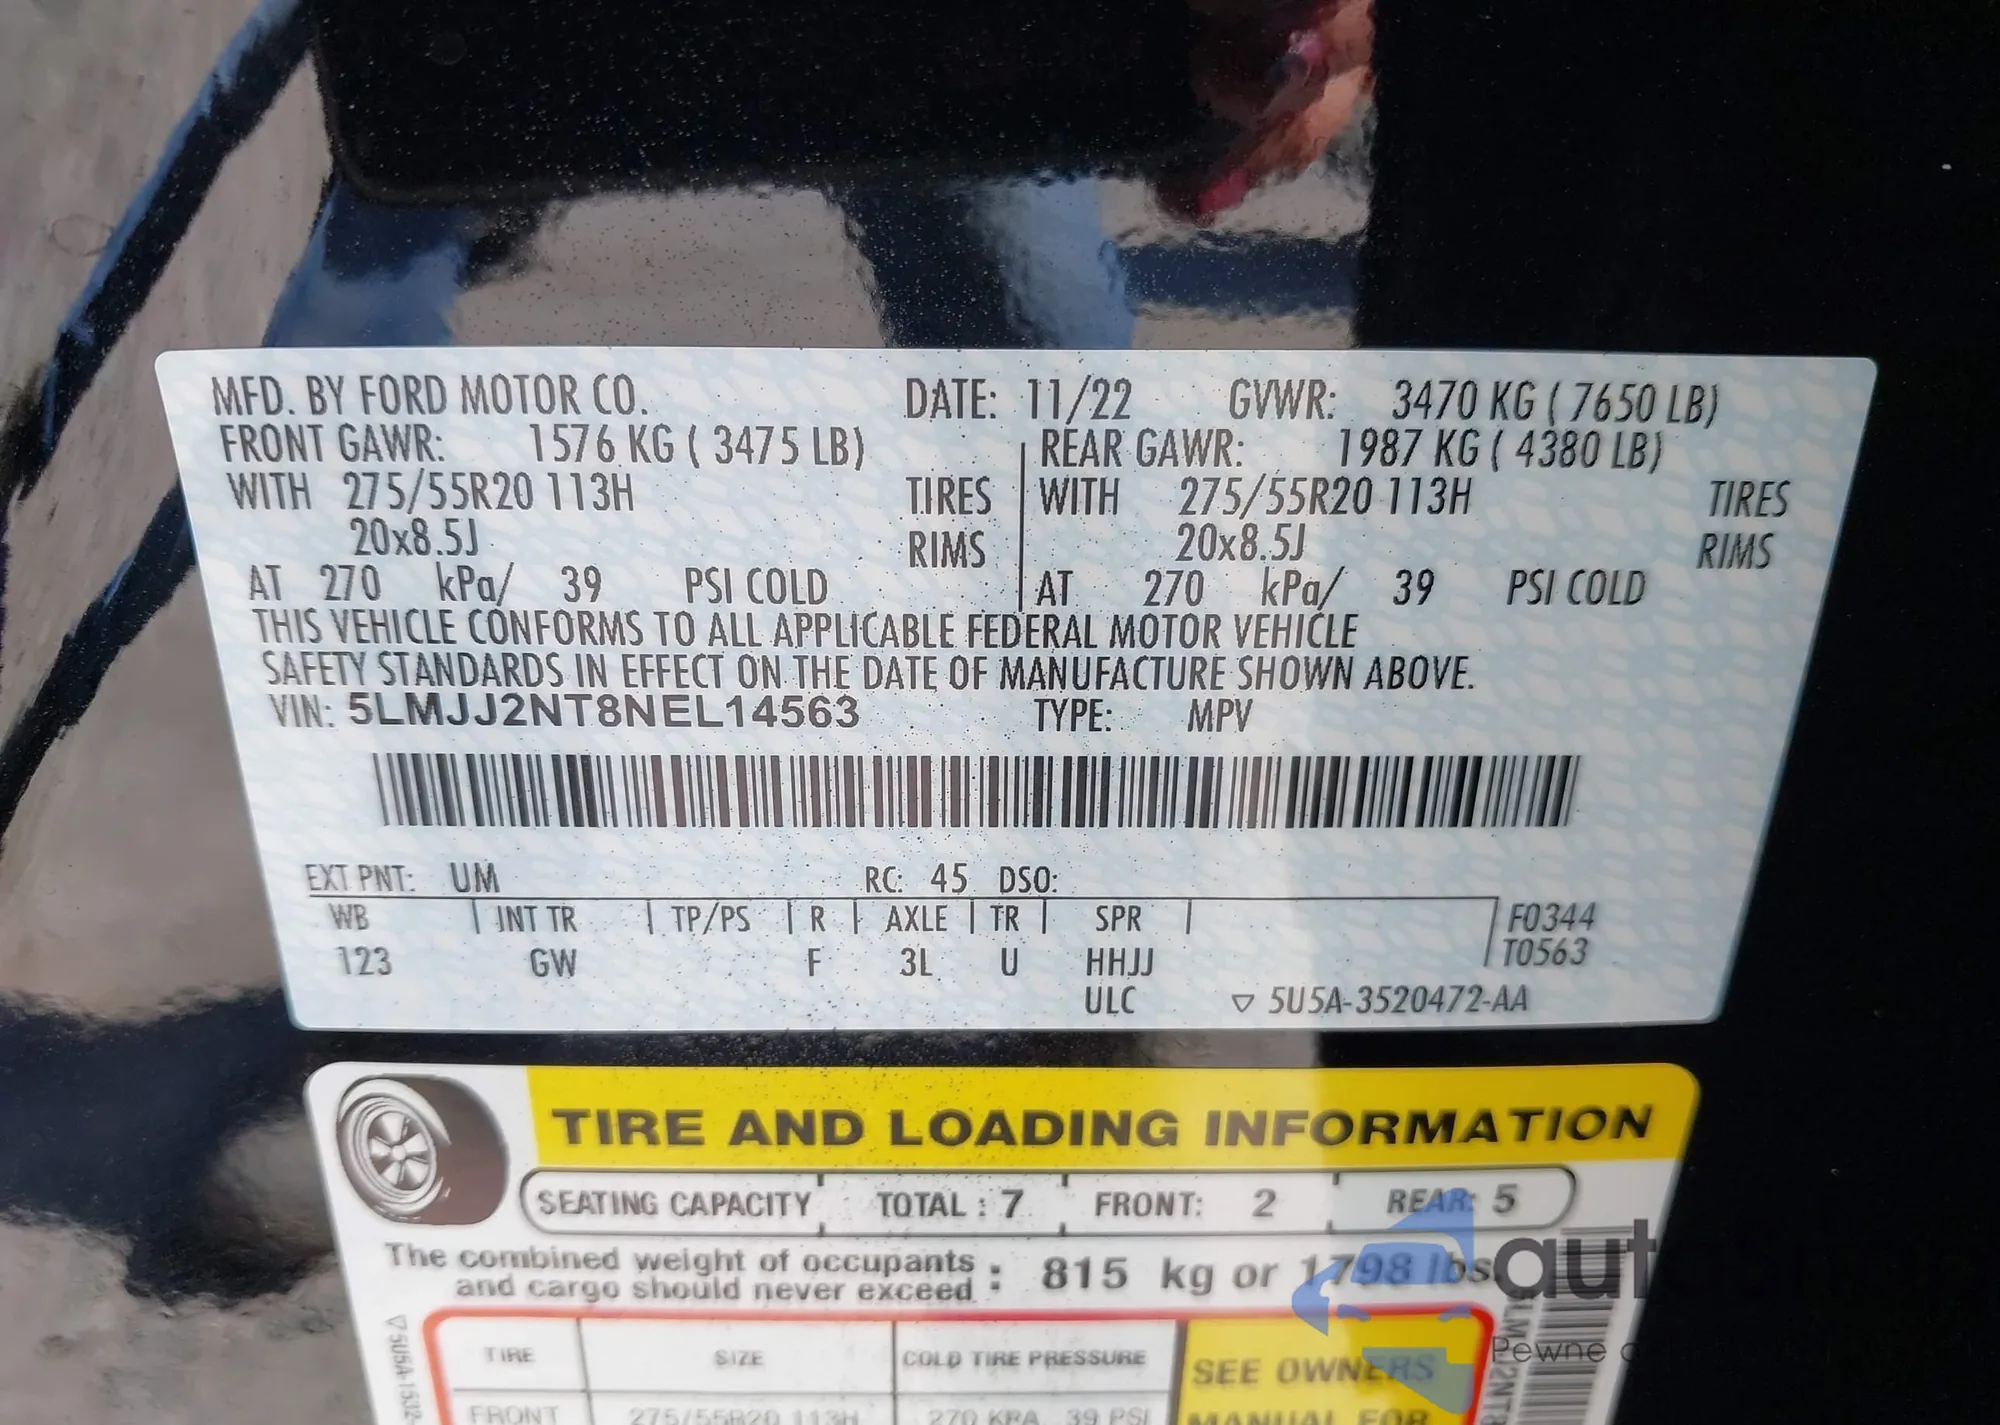 MFD. BY FORD MOTOR CO. DATE: 11/22 GVWR: 3470 KG ( 7650 LB)
FRONT GAWR: 1576 KG ( 3475 LB) REAR GAWR: 1987 KG ( 4380 LB)
WITH 275/55R20 113H TIRES WITH 275/55R20 113H TIRES
20x8.5J RIMS 20x8.5J RIMS
AT 270 kPa/ 39 PSI COLD AT 270 kPa/ 39 PSI COLD
THIS VEHICLE CONFORMS TO ALL APPLICABLE FEDERAL MOTOR VEHICLE
SAFETY STANDARDS IN EFFECT ON THE DATE OF MANUFACTURE SHOWN ABOVE.
VIN: 5LMJJ2NT8NEL14563 TYPE: MPV
EXT PNT: UM RC: 45 DSO:
WB INT TR TP/PS R AXLE TR SPR F0344
123 GW F 3L U HHJJ T0563
ULC ▽ 5U5A-3520472-AA
TIRE AND LOADING INFORMATION
SEATING CAPACITY TOTAL : 7 FRONT: 2 REAR: 5
The combined weight of occupants
and cargo should never exceed : 815 kg or 1798 lbs.
TIRE SIZE COLD TIRE PRESSURE SEE OWNERS
FRONT 275/55R20 113H 270 KPA 39 PSI MANUAL FOR
Pewne